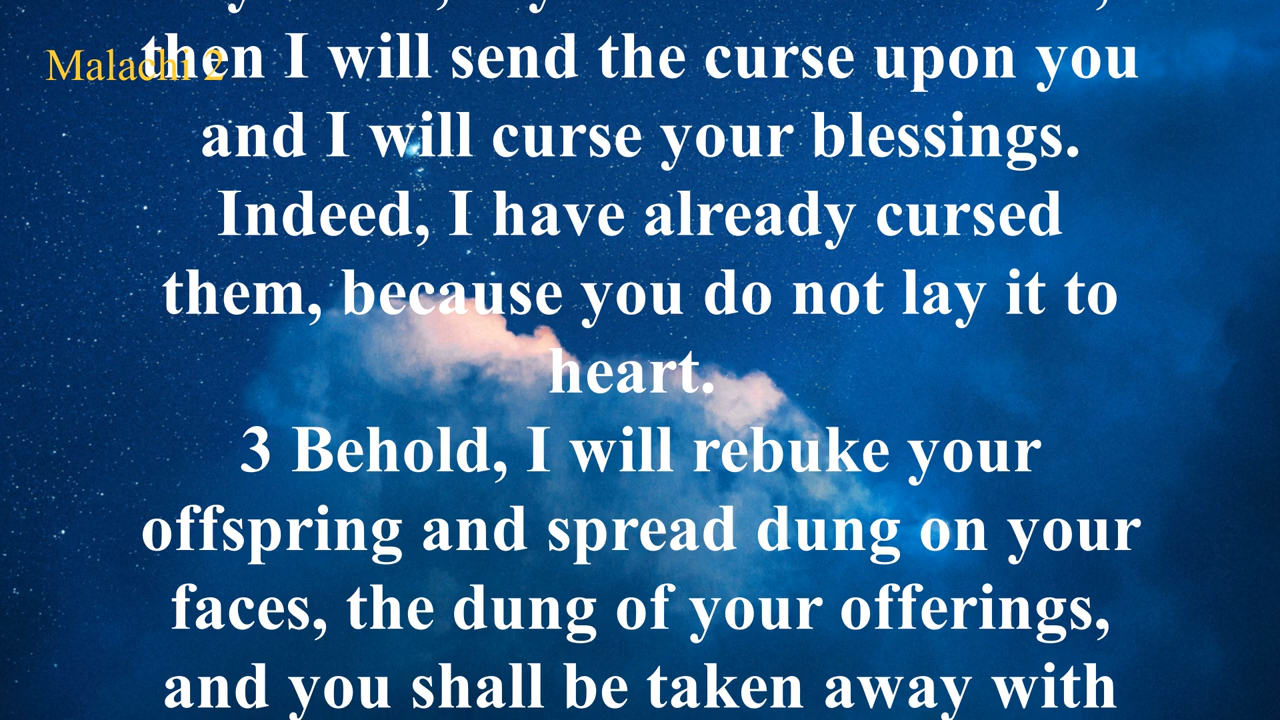 Malachi 2
then I will send the curse upon you
and I will curse your blessings.
Indeed, I have already cursed
them, because you do not lay it to
heart.
3 Behold, I will rebuke your
offspring and spread dung on your
faces, the dung of your offerings,
and you shall be taken away with